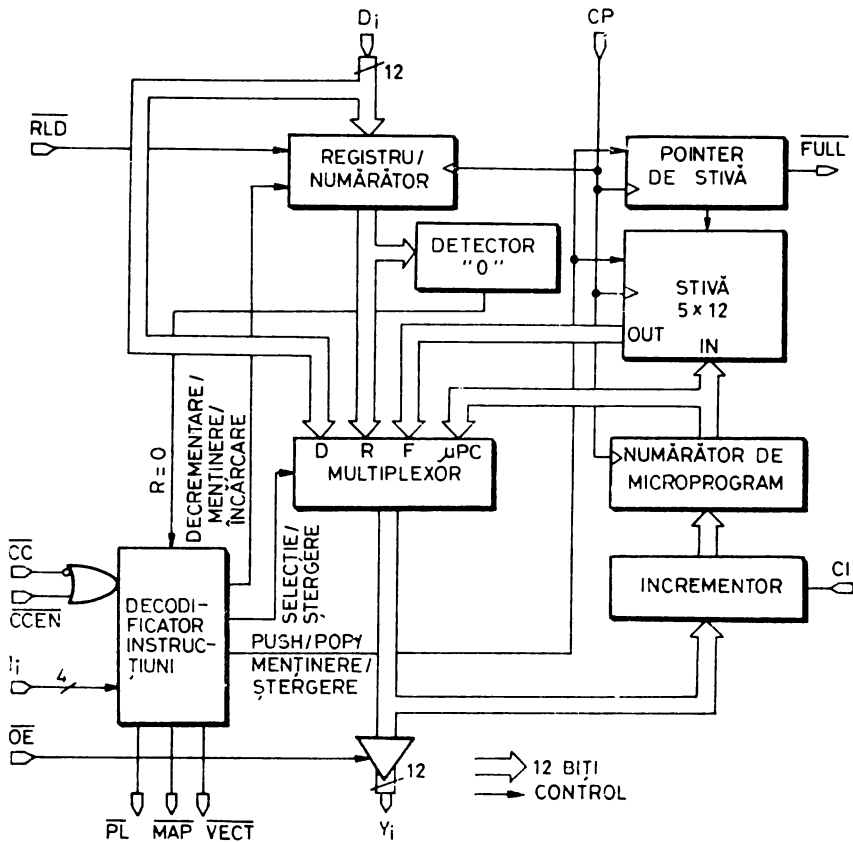 Di
CP
12
RLD
REGISTRU/
NUMĂRĂTOR
POINTER
DE STIVĂ
FULL
DETECTOR
"0"
STIVĂ
5 × 12
OUT
IN
R = 0
DECREMENTARE/
MENȚINERE/
ÎNCĂRCARE
D R F μPC
MULTIPLEXOR
NUMĂRĂTOR DE
MICROPROGRAM
SELECȚIE/
ȘTERGERE
CC
CCEN
DECODI-
FICATOR
INSTRUC-
ȚIUNI
INCREMENTOR
CI
PUSH/POPY
MENȚINERE/
ȘTERGERE
Ii
4
OE
12
12 BIȚI
CONTROL
PL
MAP
VECT
Yi